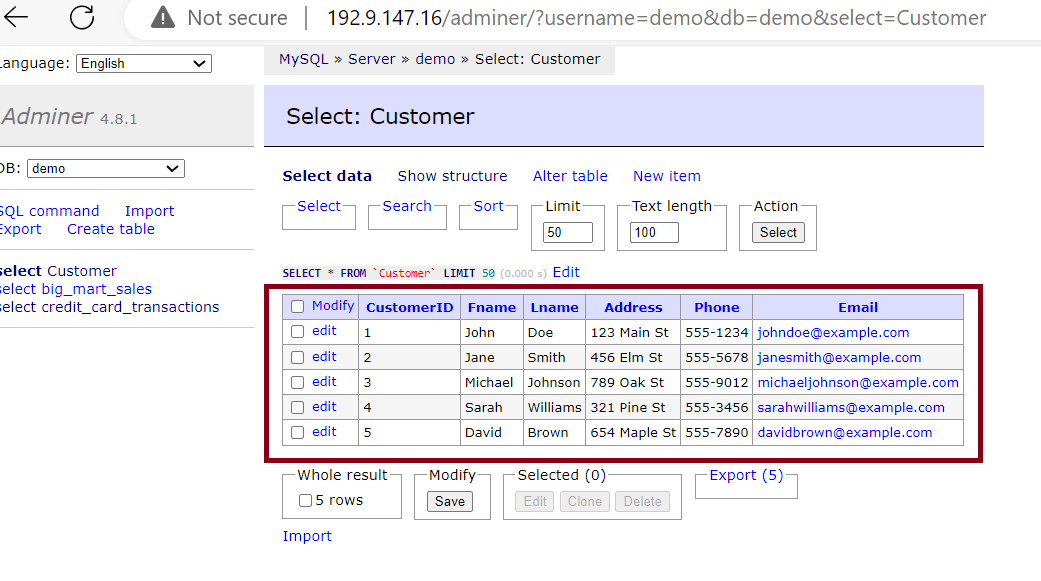 Not secure | 192.9.147.16/adminer/?username=demo&db=demo&select=Customer
Language: English
MySQL » Server » demo » Select: Customer
Adminer 4.8.1
Select: Customer
DB: demo
Select data Show structure Alter table New item
SQL command Import
Export Create table
Select Search Sort Limit Text length Action
50 100 Select
select Customer
select big_mart_sales
select credit_card_transactions
SELECT * FROM `Customer` LIMIT 50 (0.000 s) Edit
Modify CustomerID Fname Lname Address Phone Email
edit 1 John Doe 123 Main St 555-1234 johndoe@example.com
edit 2 Jane Smith 456 Elm St 555-5678 janesmith@example.com
edit 3 Michael Johnson 789 Oak St 555-9012 michaeljohnson@example.com
edit 4 Sarah Williams 321 Pine St 555-3456 sarahwilliams@example.com
edit 5 David Brown 654 Maple St 555-7890 davidbrown@example.com
Whole result Modify Selected (0) Export (5)
5 rows Save Edit Clone Delete
Import